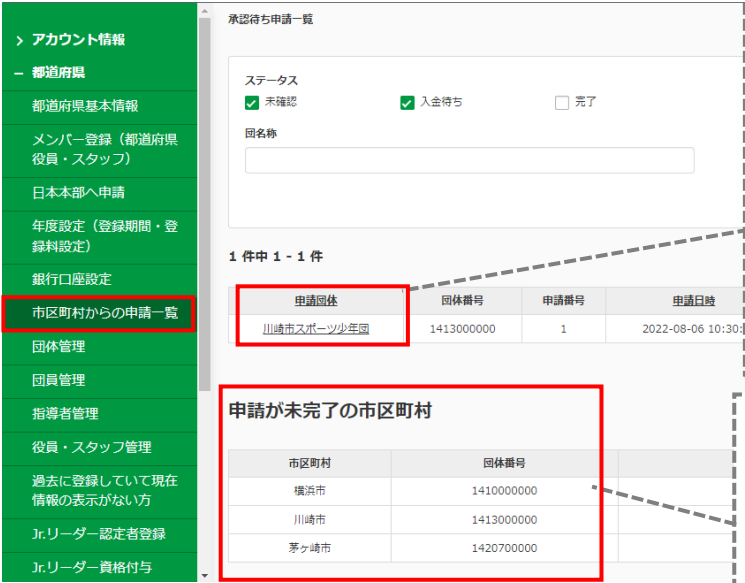 アカウント情報
都道府県
都道府県基本情報
メンバー登録（都道府県
役員・スタッフ）
日本本部へ申請
年度設定（登録期間・登
録料設定）
銀行口座設定
市区町村からの申請一覧
団体管理
団員管理
指導者管理
役員・スタッフ管理
過去に登録していて現在
情報の表示がない方
Jr.リーダー認定者登録
Jr.リーダー資格付与
承認待ち申請一覧
ステータス
未確認 入金待ち 完了
団名称
1 件中 1 - 1 件
申請団体 団体番号 申請番号 申請日時
川崎市スポーツ少年団 1413000000 1 2022-08-06 10:30:
申請が未完了の市区町村
市区町村 団体番号
横浜市 1410000000
川崎市 1413000000
茅ヶ崎市 1420700000